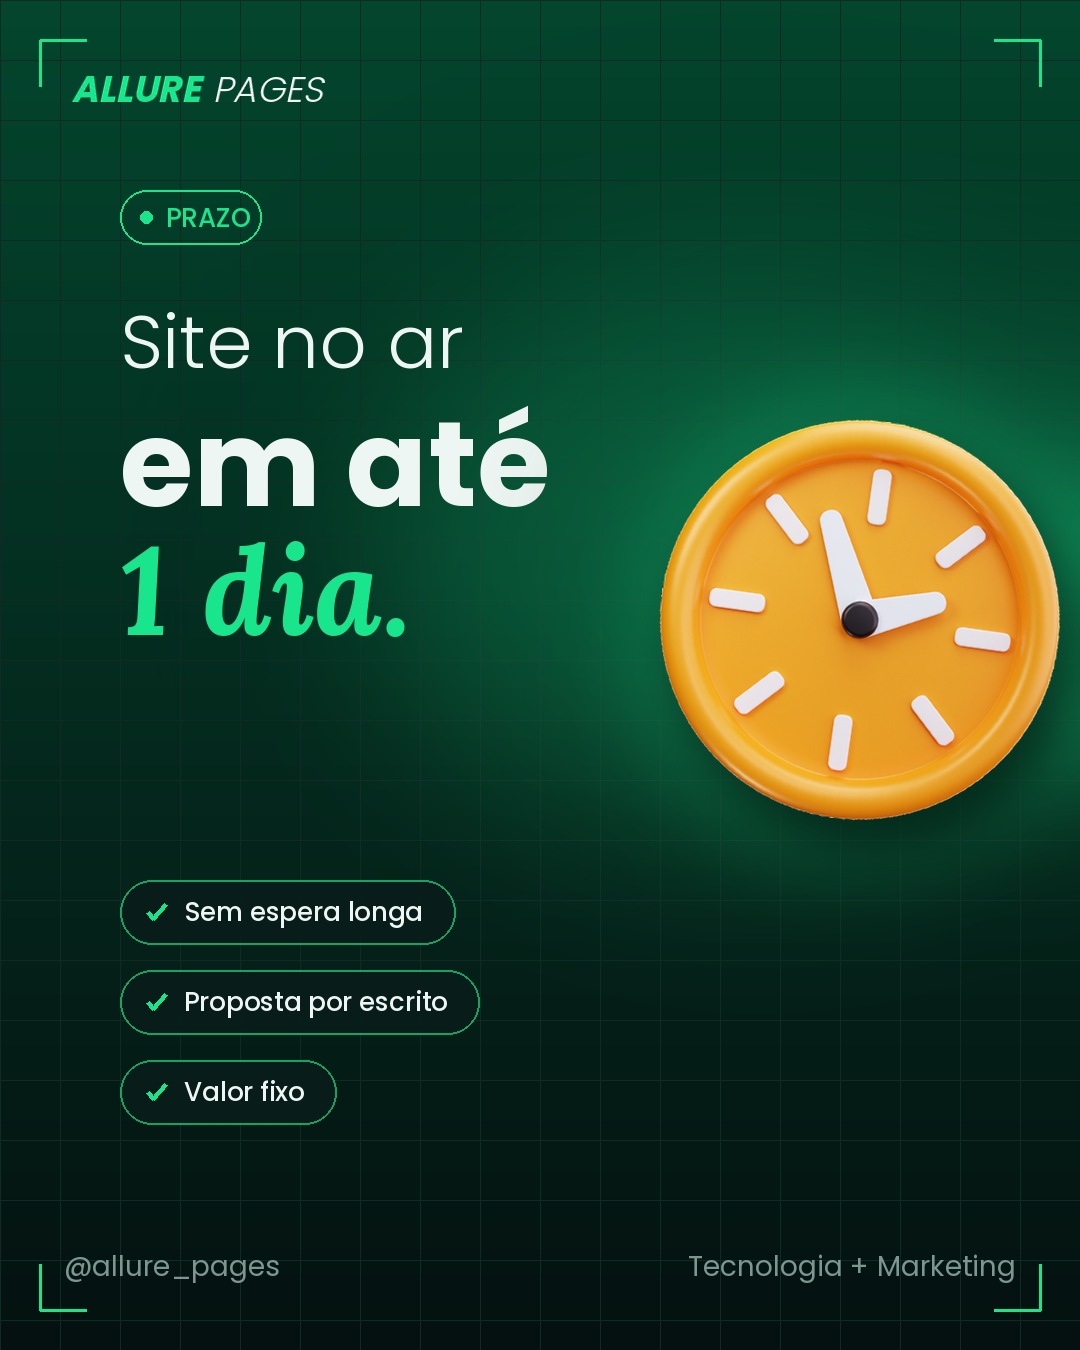 ALLURE PAGES
PRAZO
Site no ar
em até
1 dia.
Sem espera longa
Proposta por escrito
Valor fixo
@allure_pages
Tecnologia + Marketing